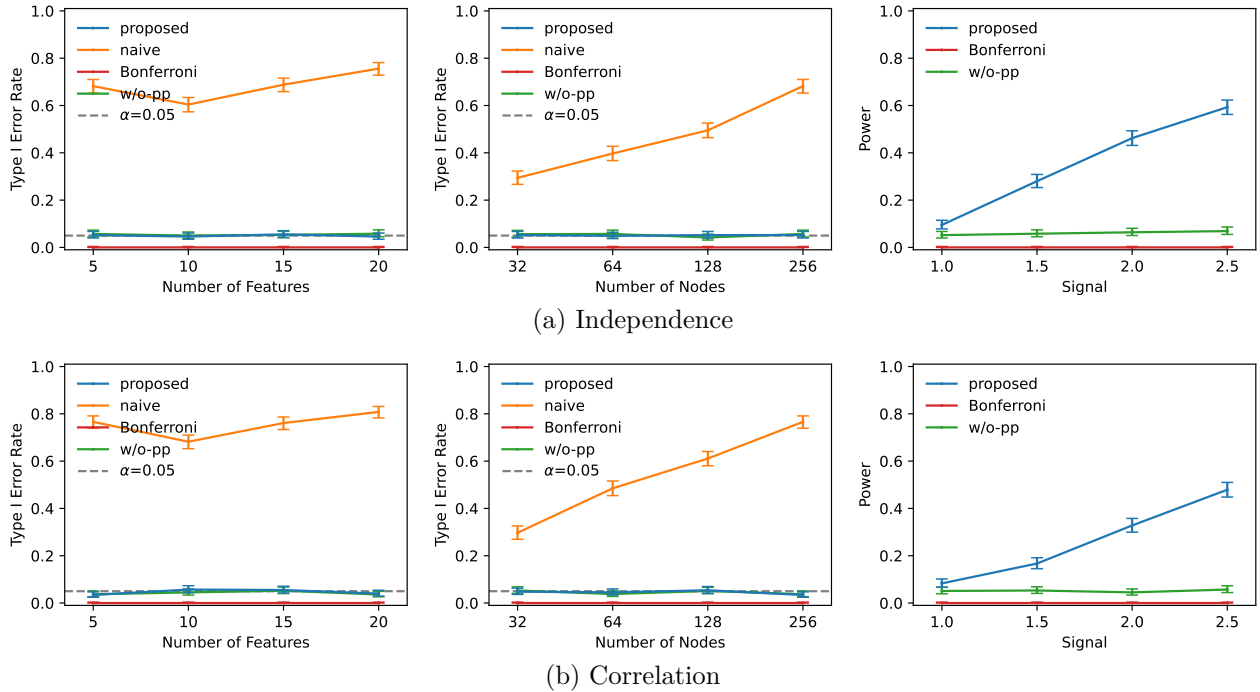 Type I Error Rate
1.0
0.8
0.6
0.4
0.2
0.0
proposed
naive
Bonferroni
w/o-pp
α=0.05
5 10 15 20
Number of Features
Type I Error Rate
1.0
0.8
0.6
0.4
0.2
0.0
proposed
naive
Bonferroni
w/o-pp
α=0.05
32 64 128 256
Number of Nodes
Power
1.0
0.8
0.6
0.4
0.2
0.0
proposed
Bonferroni
w/o-pp
1.0 1.5 2.0 2.5
Signal
(a) Independence
Type I Error Rate
1.0
0.8
0.6
0.4
0.2
0.0
proposed
naive
Bonferroni
w/o-pp
α=0.05
5 10 15 20
Number of Features
Type I Error Rate
1.0
0.8
0.6
0.4
0.2
0.0
proposed
naive
Bonferroni
w/o-pp
α=0.05
32 64 128 256
Number of Nodes
Power
1.0
0.8
0.6
0.4
0.2
0.0
proposed
Bonferroni
w/o-pp
1.0 1.5 2.0 2.5
Signal
(b) Correlation